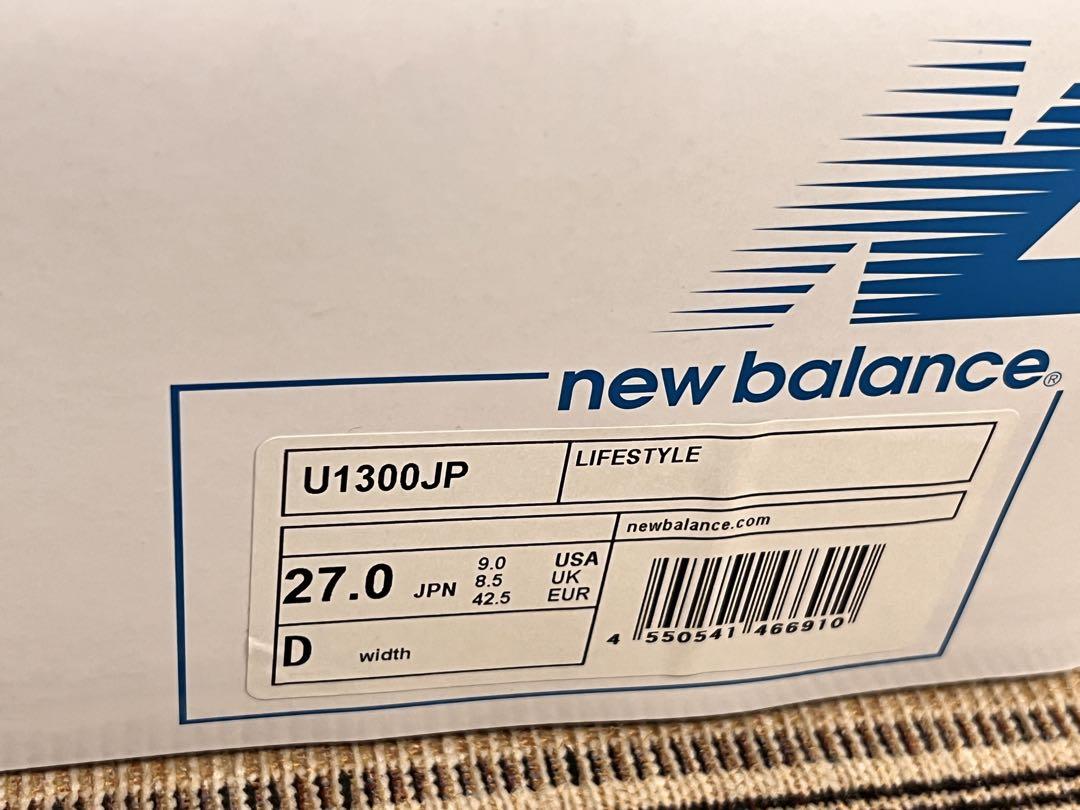 new balance®
U1300JP
LIFESTYLE
newbalance.com
27.0 JPN
9.0 USA
8.5 UK
42.5 EUR
D width
4 550541 466910